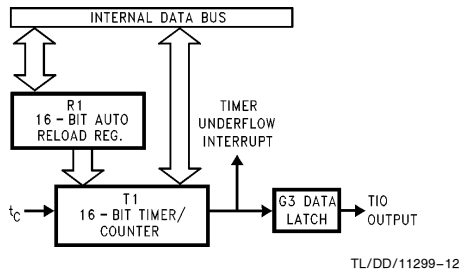 INTERNAL DATA BUS
R1
16-BIT AUTO
RELOAD REG.
TIMER
UNDERFLOW
INTERRUPT
tC
T1
16-BIT TIMER/
COUNTER
G3 DATA
LATCH
TIO
OUTPUT
TL/DD/11299-12